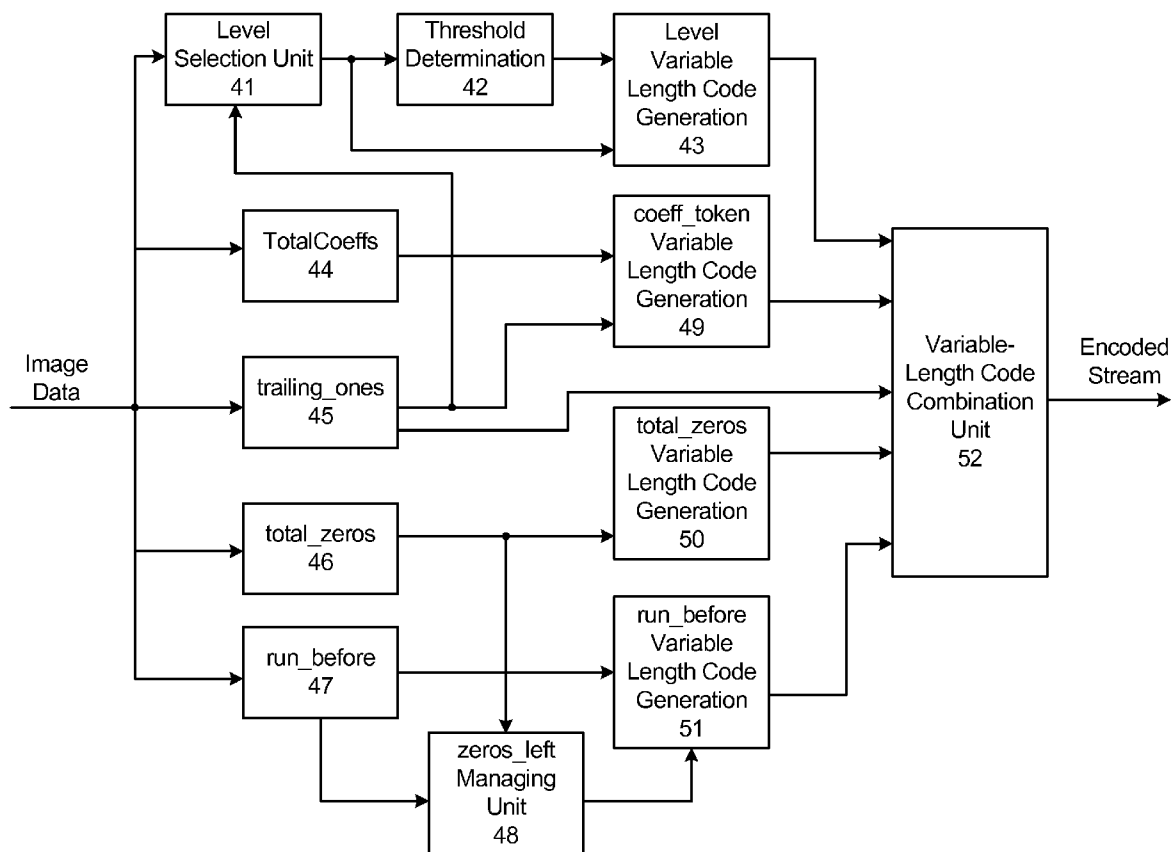 Level
Selection Unit
41
Threshold
Determination
42
Level
Variable
Length Code
Generation
43
TotalCoeffs
44
coeff_token
Variable
Length Code
Generation
49
Image
Data
trailing_ones
45
Variable-
Length Code
Combination
Unit
52
Encoded
Stream
total_zeros
46
total_zeros
Variable
Length Code
Generation
50
run_before
47
run_before
Variable
Length Code
Generation
51
zeros_left
Managing
Unit
48